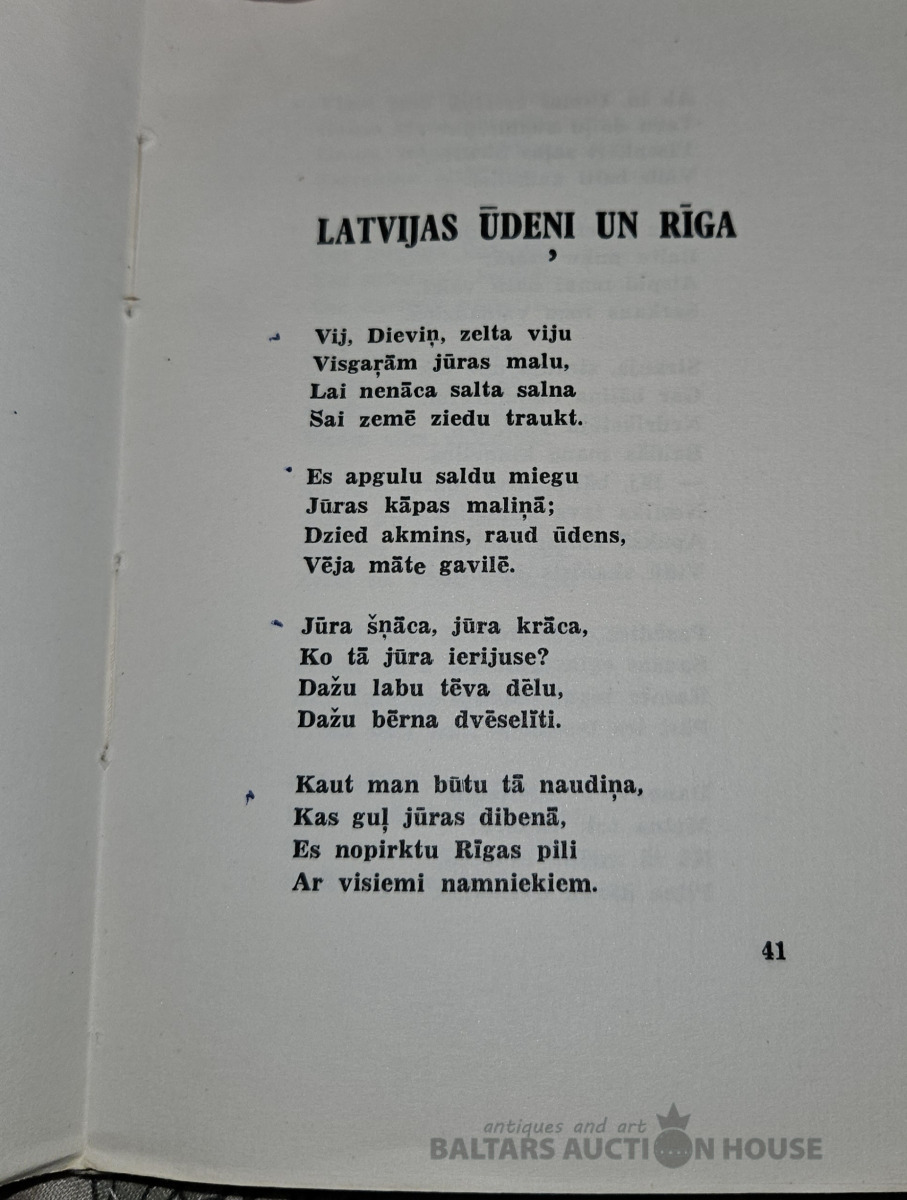 LATVIJAS ŪDEŅI UN RĪGA
Vij, Dieviņ, zelta viju
Visgaŗām jūras malu,
Lai nenāca salta salna
Sai zemē ziedu traukt.
Es apgulu saldu miegu
Jūras kāpas maliņā;
Dzied akmins, raud ūdens,
Vēja māte gavilē.
Jūra šņāca, jūra krāca,
Ko tā jūra ierijuse?
Dažu labu tēva dēlu,
Dažu bērna dvēselīti.
Kaut man būtu tā naudiņa,
Kas guļ jūras dibenā,
Es nopirktu Rīgas pili
Ar visiemi namniekiem.
41
antiques and art
BALTARS AUCTION HOUSE